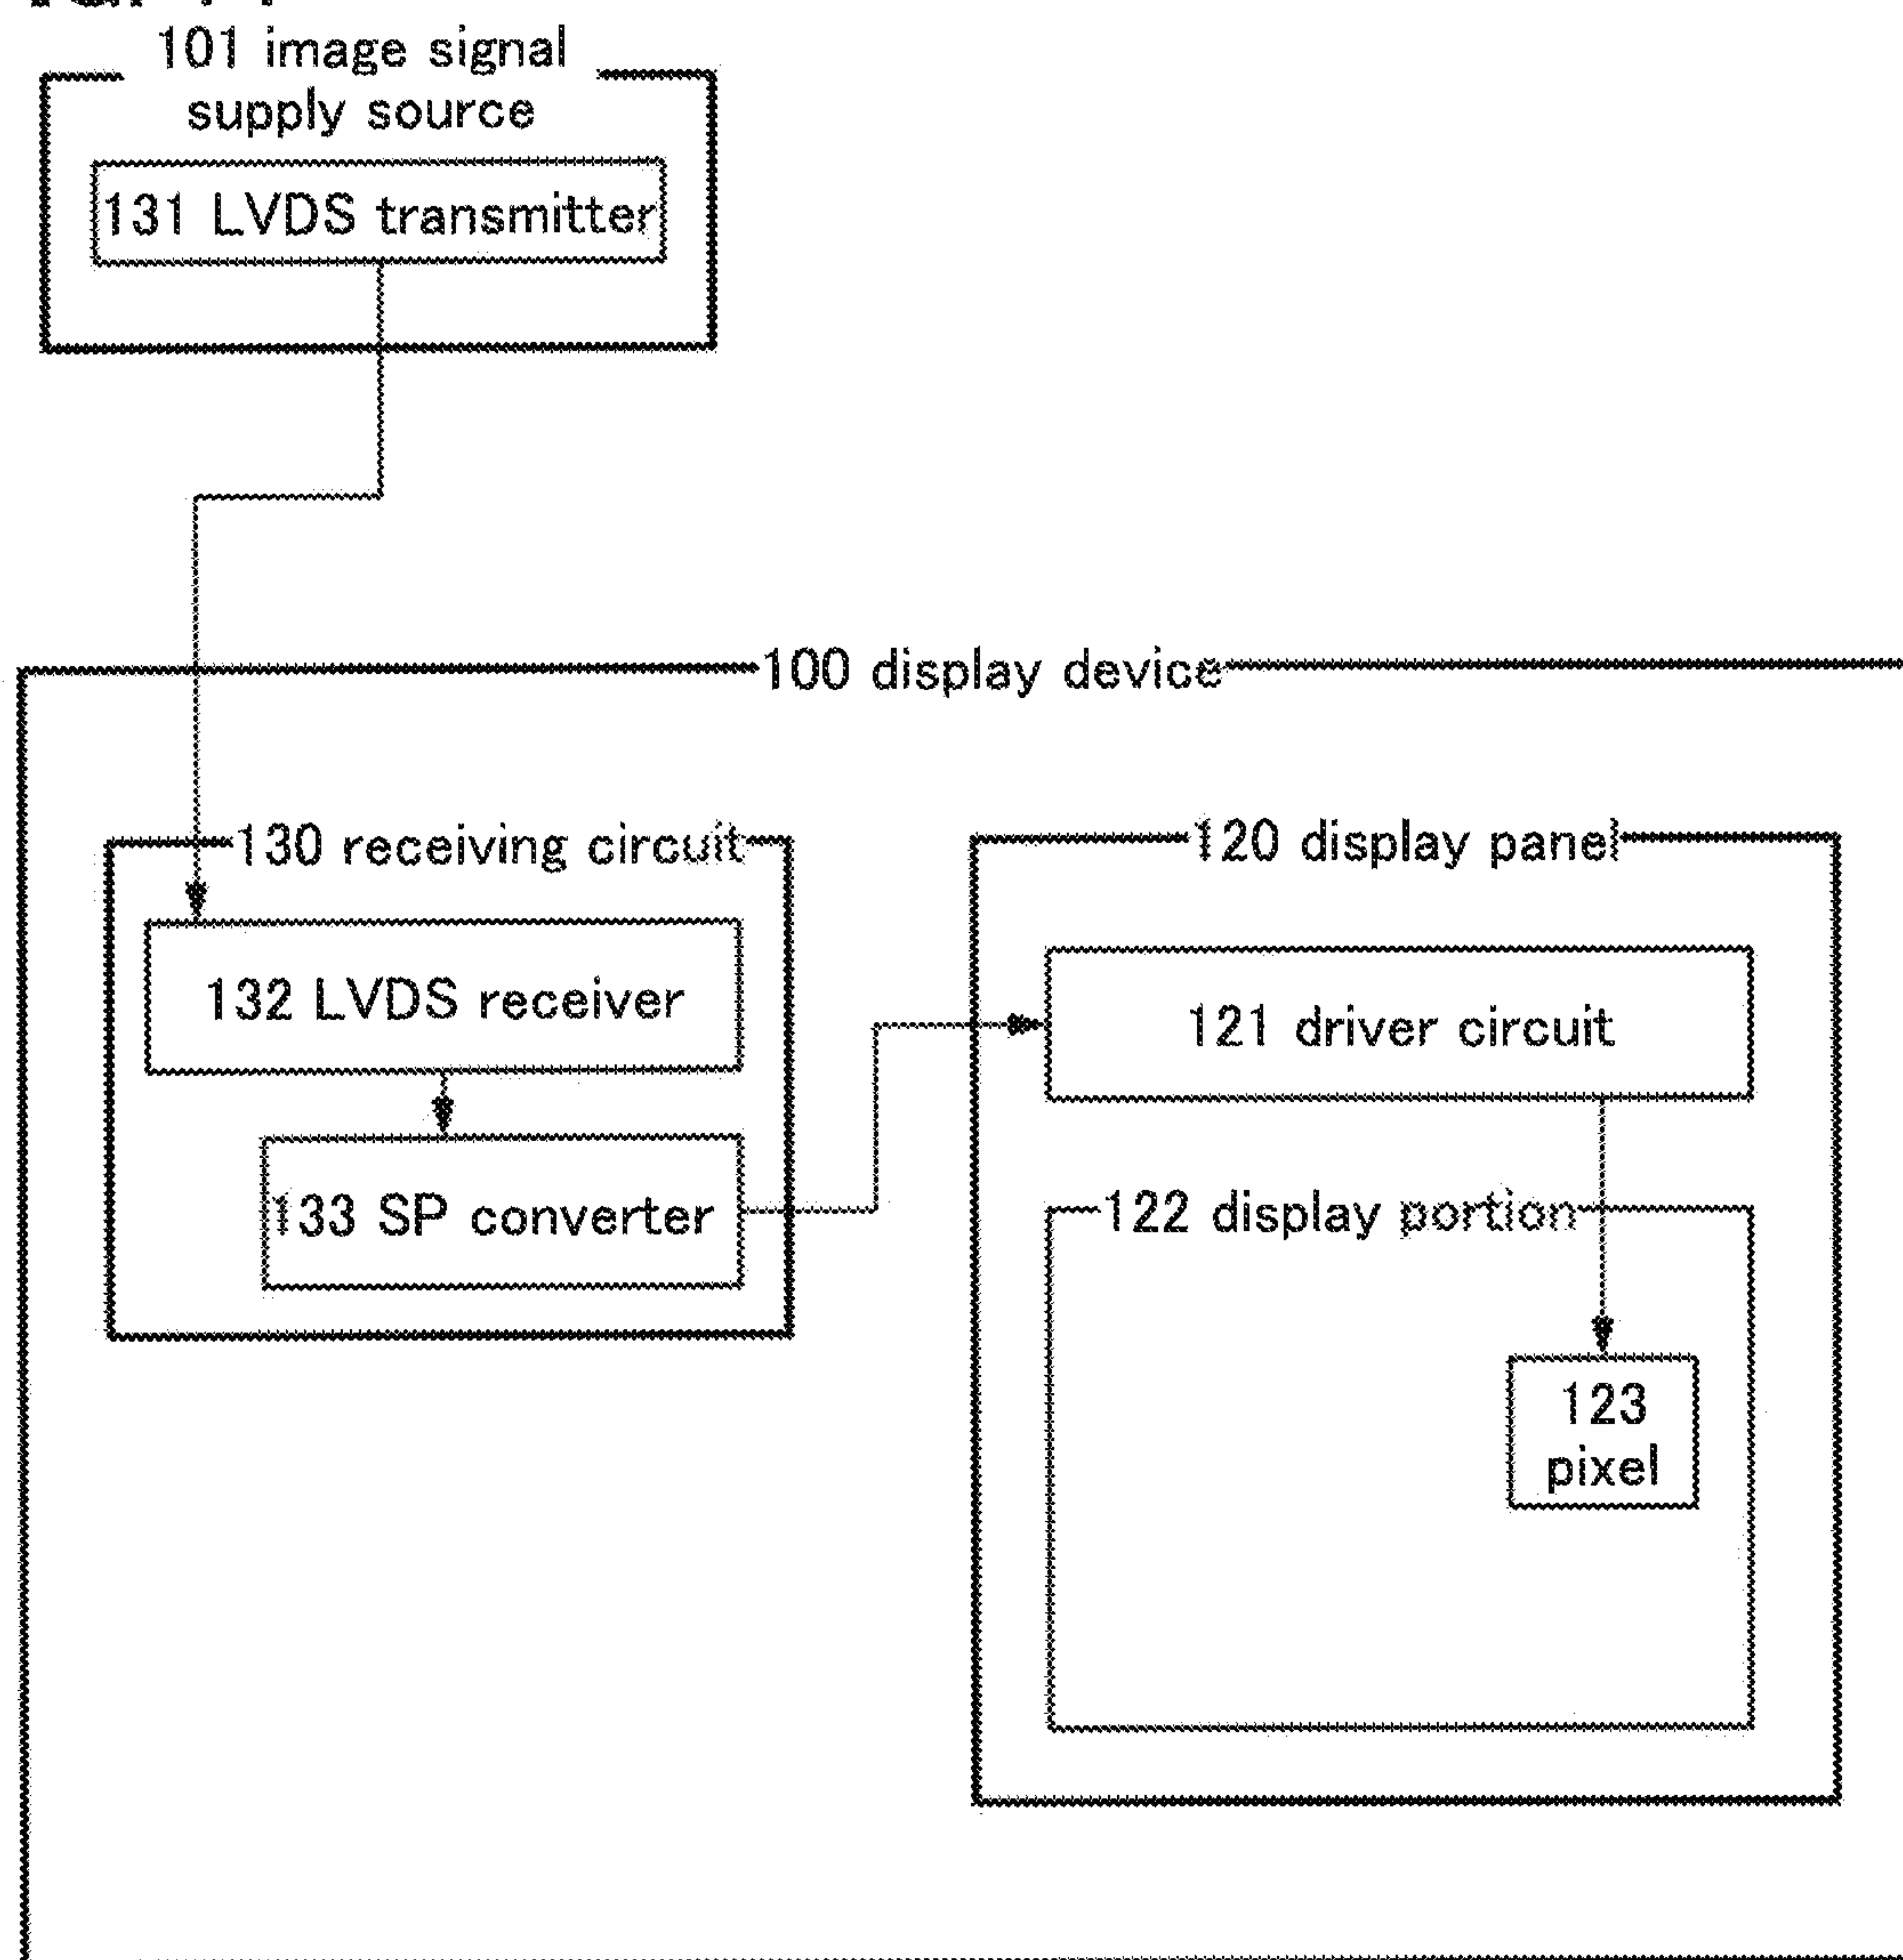 101 image signal
supply source
131 LVDS transmitter
100 display device
130 receiving circuit
120 display panel
132 LVDS receiver
121 driver circuit
133 SP converter
122 display portion
123
pixel